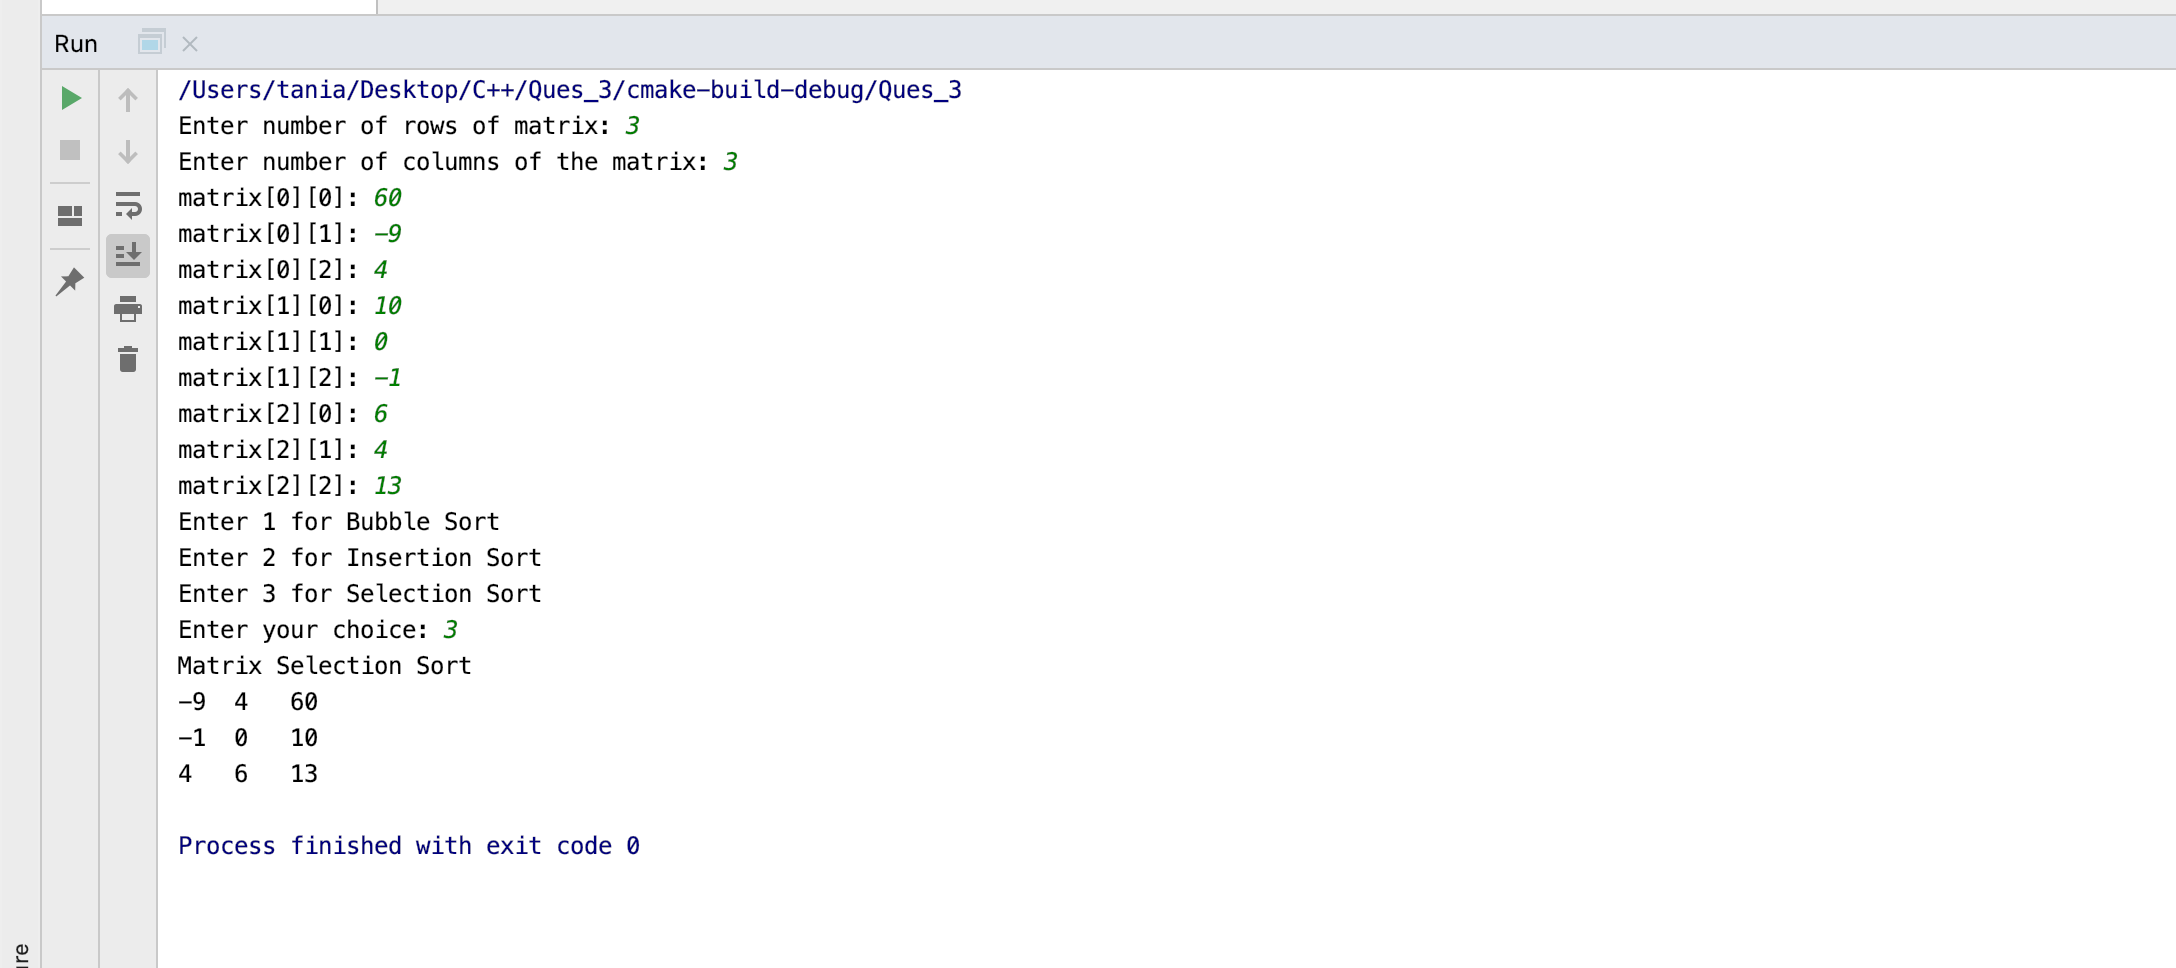 Run
/Users/tania/Desktop/C++/Ques_3/cmake-build-debug/Ques_3
Enter number of rows of matrix: 3
Enter number of columns of the matrix: 3
matrix[0][0]: 60
matrix[0][1]: -9
matrix[0][2]: 4
matrix[1][0]: 10
matrix[1][1]: 0
matrix[1][2]: -1
matrix[2][0]: 6
matrix[2][1]: 4
matrix[2][2]: 13
Enter 1 for Bubble Sort
Enter 2 for Insertion Sort
Enter 3 for Selection Sort
Enter your choice: 3
Matrix Selection Sort
-9  4   60
-1  0   10
4   6   13
Process finished with exit code 0